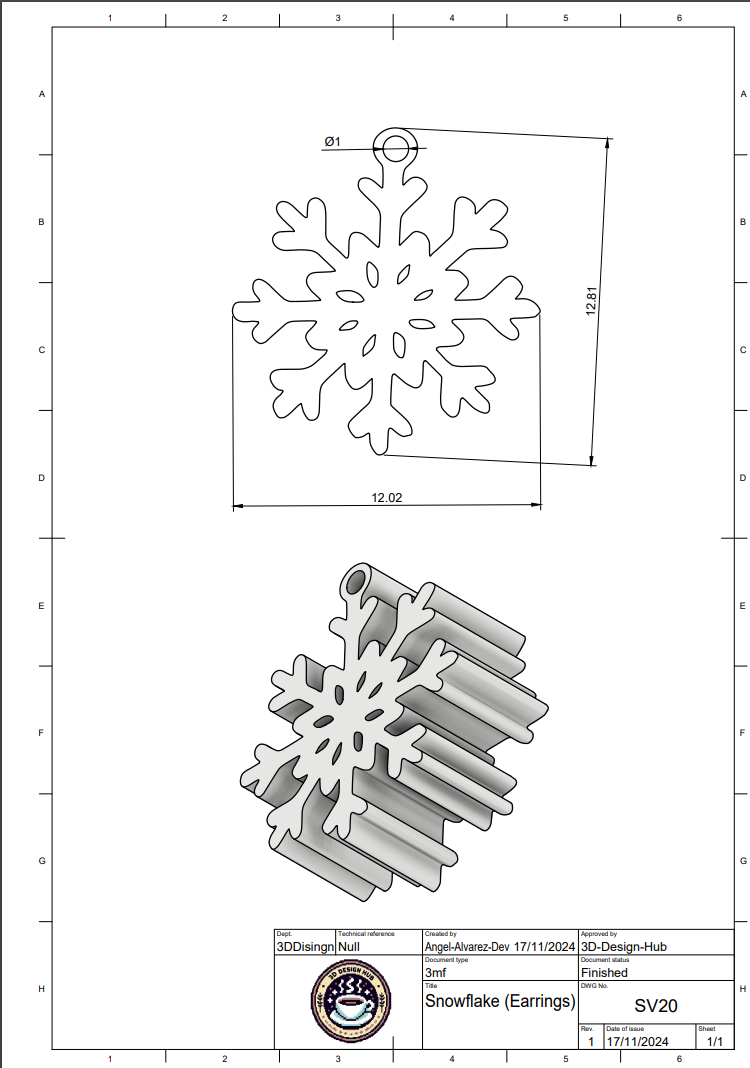 1 2 3 4 5 6
A A
Ø1
B B
12.81
C C
D D
12.02
E E
F F
G G
Dept. Technical reference Created by Approved by
3DDisingn Null Angel-Alvarez-Dev 17/11/2024 3D-Design-Hub
Document type Document status
3mf Finished
3D DESIGN HUB
Title DWG No.
Snowflake (Earrings) SV20
H H
Rev. Date of issue Sheet
1 17/11/2024 1/1
1 2 3 4 5 6